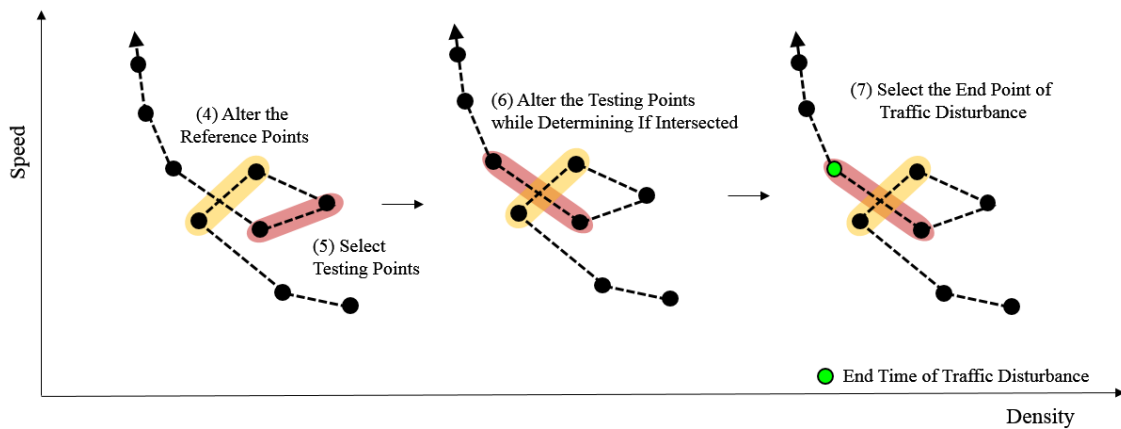 Speed
(4) Alter the
Reference Points
(5) Select
Testing Points
(6) Alter the Testing Points
while Determining If Intersected
(7) Select the End Point of
Traffic Disturbance
End Time of Traffic Disturbance
Density